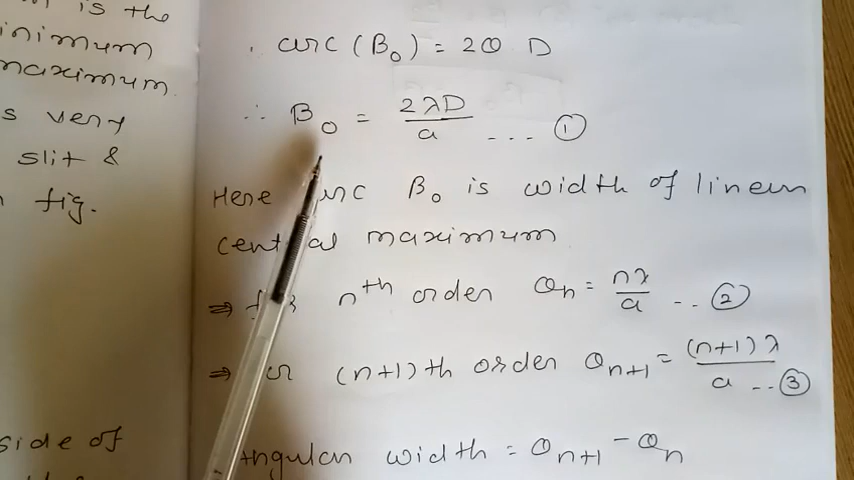 is the
inimum
maximum
s very
slit &
fig.
side of
∴ arc (B₀) = 2θ D
∴ B₀ = 2λD/a --- ①
Here arc B₀ is width of linear
central maximum
⇒ for nth order θn = nλ/a -- ②
⇒ (n+1)th order θn+1 = (n+1)λ/a -- ③
Angular width = θn+1 - θn